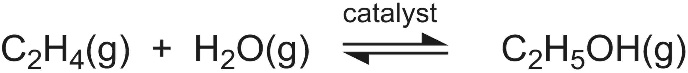 catalyst
C₂H₄(g) + H₂O(g) ⇌ C₂H₅OH(g)